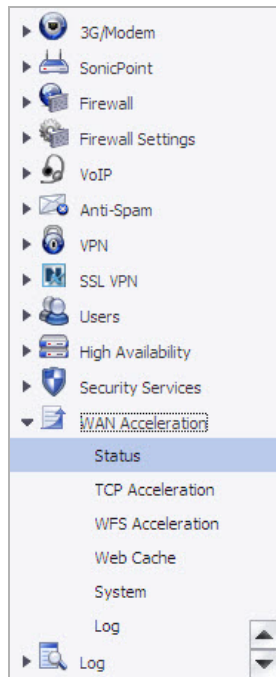 3G/Modem
SonicPoint
Firewall
Firewall Settings
VoIP
Anti-Spam
VPN
SSL VPN
Users
High Availability
Security Services
WAN Acceleration
Status
TCP Acceleration
WFS Acceleration
Web Cache
System
Log
Log